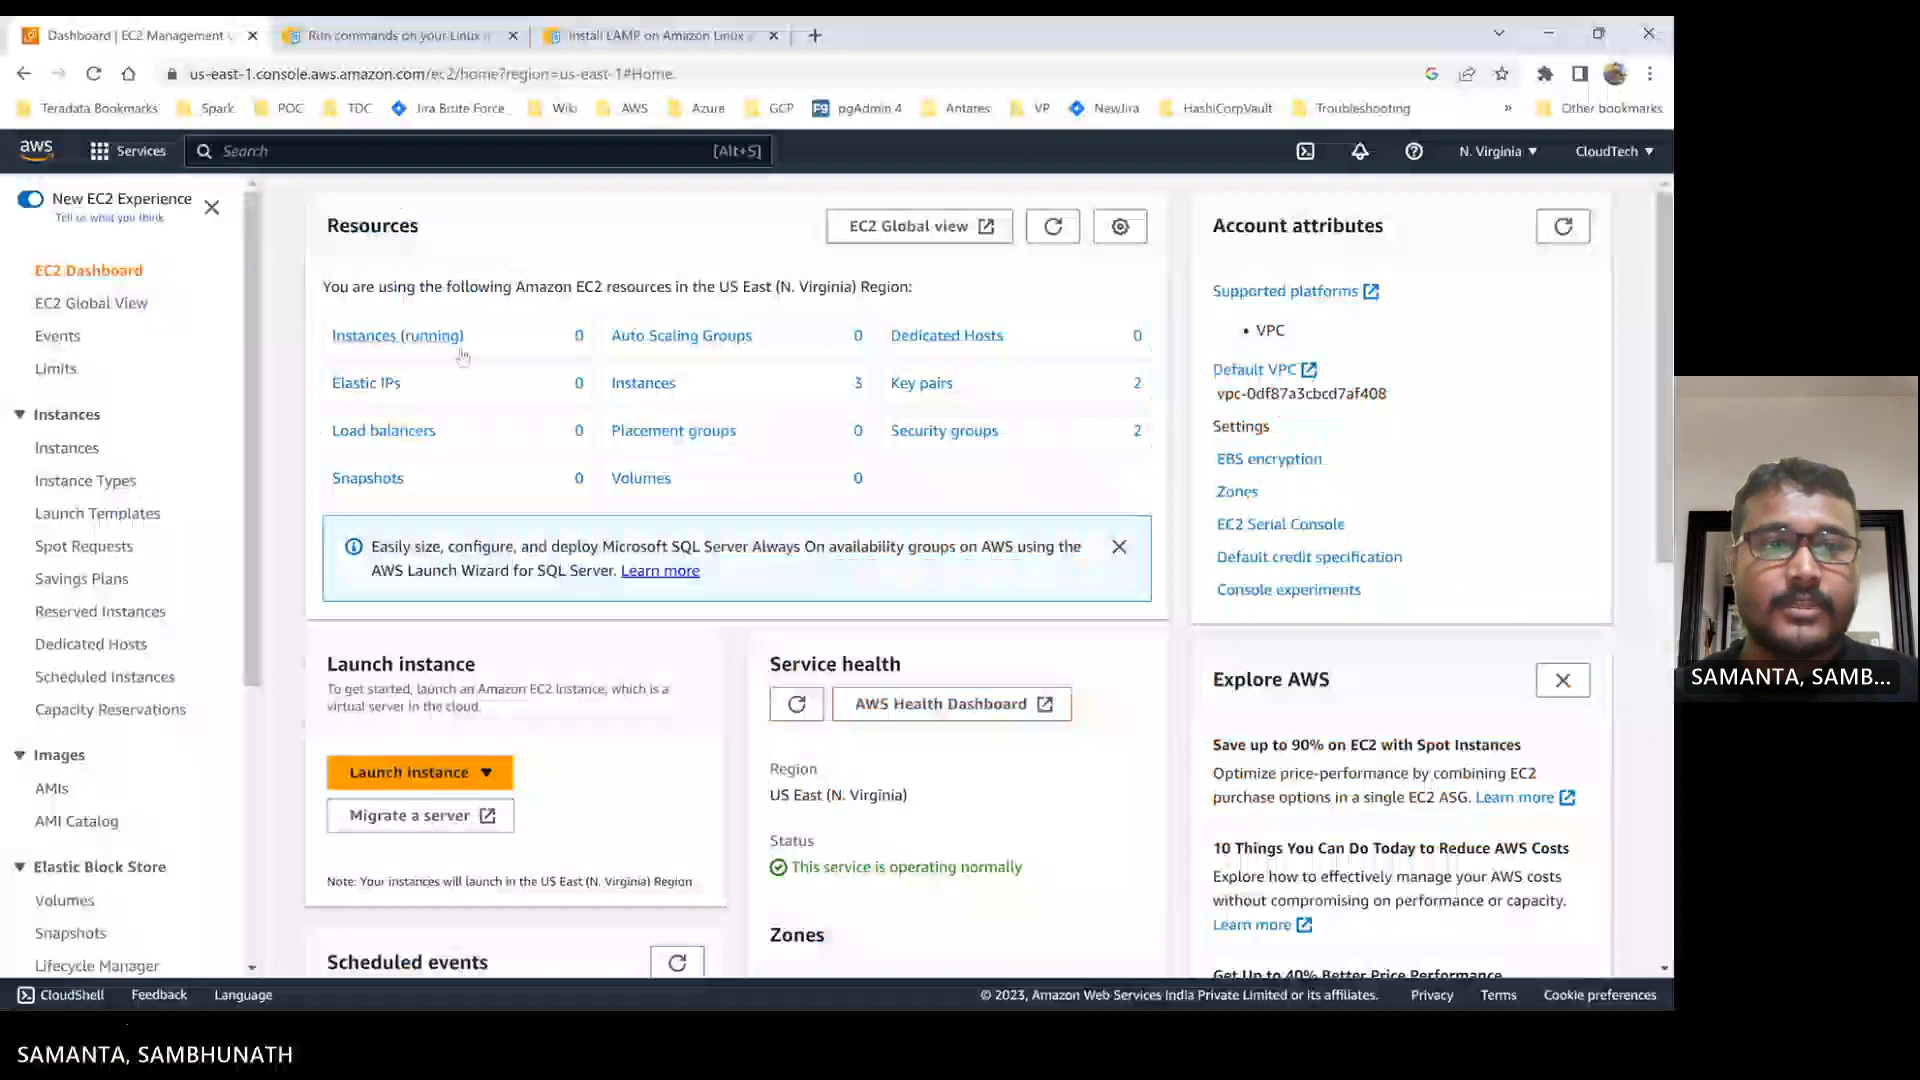 Dashboard | EC2 Management
Run commands on your Linux
Install LAMP on Amazon Linux
us-east-1.console.aws.amazon.com/ec2/home?region=us-east-1#Home:
Teradata Bookmarks
Spark
POC
TDC
Jira Brute Force
Wiki
AWS
Azure
GCP
pgAdmin 4
Antares
VP
NewJira
HashiCorpVault
Troubleshooting
»
Other bookmarks
aws
Services
Search
[Alt+S]
N. Virginia
CloudTech
New EC2 Experience
Tell us what you think
EC2 Dashboard
EC2 Global View
Events
Limits
Instances
Instances
Instance Types
Launch Templates
Spot Requests
Savings Plans
Reserved Instances
Dedicated Hosts
Scheduled Instances
Capacity Reservations
Images
AMIs
AMI Catalog
Elastic Block Store
Volumes
Snapshots
Lifecycle Manager
Resources
EC2 Global view
You are using the following Amazon EC2 resources in the US East (N. Virginia) Region:
Instances (running) 0
Auto Scaling Groups 0
Dedicated Hosts 0
Elastic IPs 0
Instances 3
Key pairs 2
Load balancers 0
Placement groups 0
Security groups 2
Snapshots 0
Volumes 0
Easily size, configure, and deploy Microsoft SQL Server Always On availability groups on AWS using the
AWS Launch Wizard for SQL Server. Learn more
Launch instance
To get started, launch an Amazon EC2 instance, which is a
virtual server in the cloud.
Launch instance
Migrate a server
Note: Your instances will launch in the US East (N. Virginia) Region
Scheduled events
Service health
AWS Health Dashboard
Region
US East (N. Virginia)
Status
This service is operating normally
Zones
Account attributes
Supported platforms
• VPC
Default VPC
vpc-0df87a3cbcd7af408
Settings
EBS encryption
Zones
EC2 Serial Console
Default credit specification
Console experiments
Explore AWS
Save up to 90% on EC2 with Spot Instances
Optimize price-performance by combining EC2
purchase options in a single EC2 ASG. Learn more
10 Things You Can Do Today to Reduce AWS Costs
Explore how to effectively manage your AWS costs
without compromising on performance or capacity.
Learn more
Get Up to 40% Better Price Performance
CloudShell
Feedback
Language
© 2023, Amazon Web Services India Private Limited or its affiliates.
Privacy
Terms
Cookie preferences
SAMANTA, SAMB...
SAMANTA, SAMBHUNATH